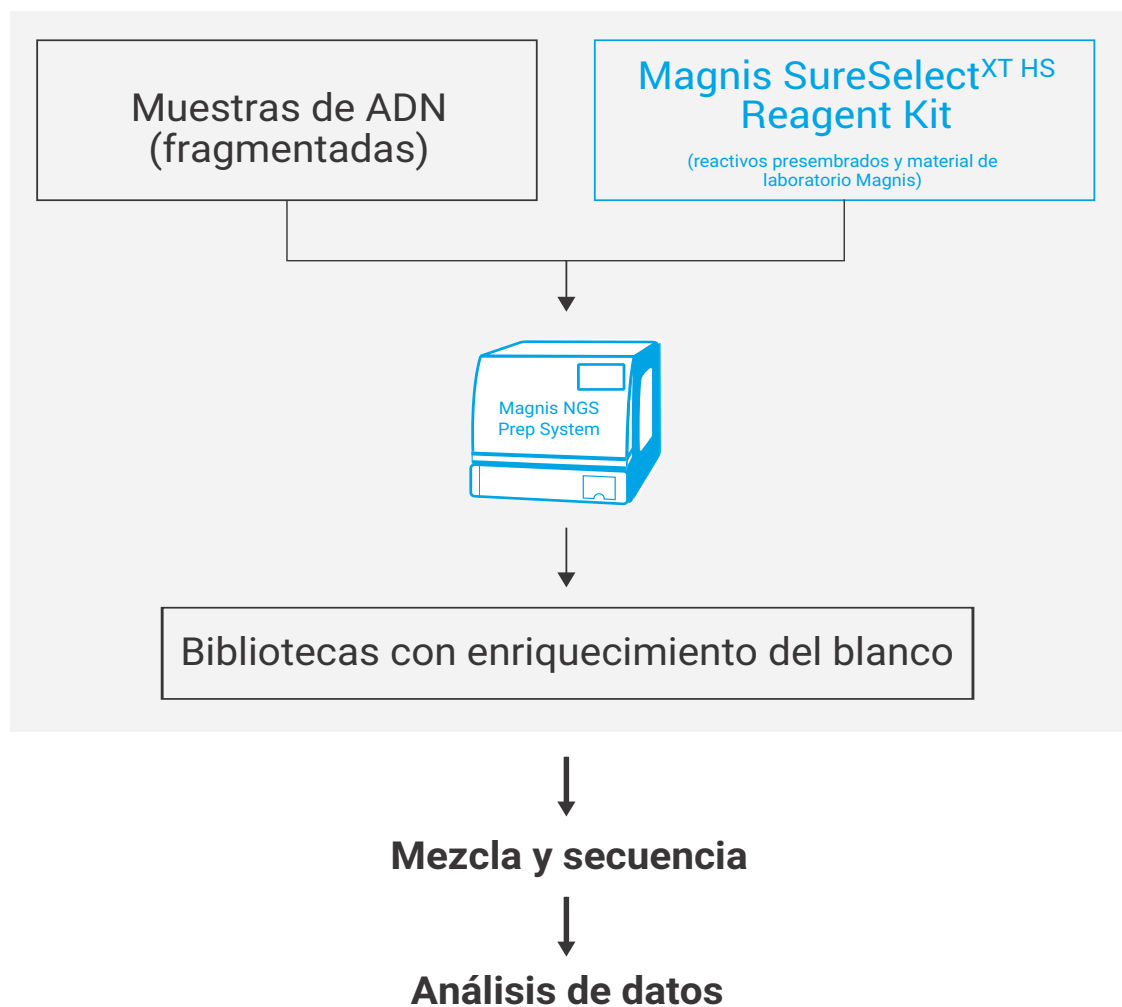 Muestras de ADN
(fragmentadas)
Magnis SureSelectXT HS
Reagent Kit
(reactivos presembrados y material de
laboratorio Magnis)
Magnis NGS
Prep System
Bibliotecas con enriquecimiento del blanco
Mezcla y secuencia
Análisis de datos